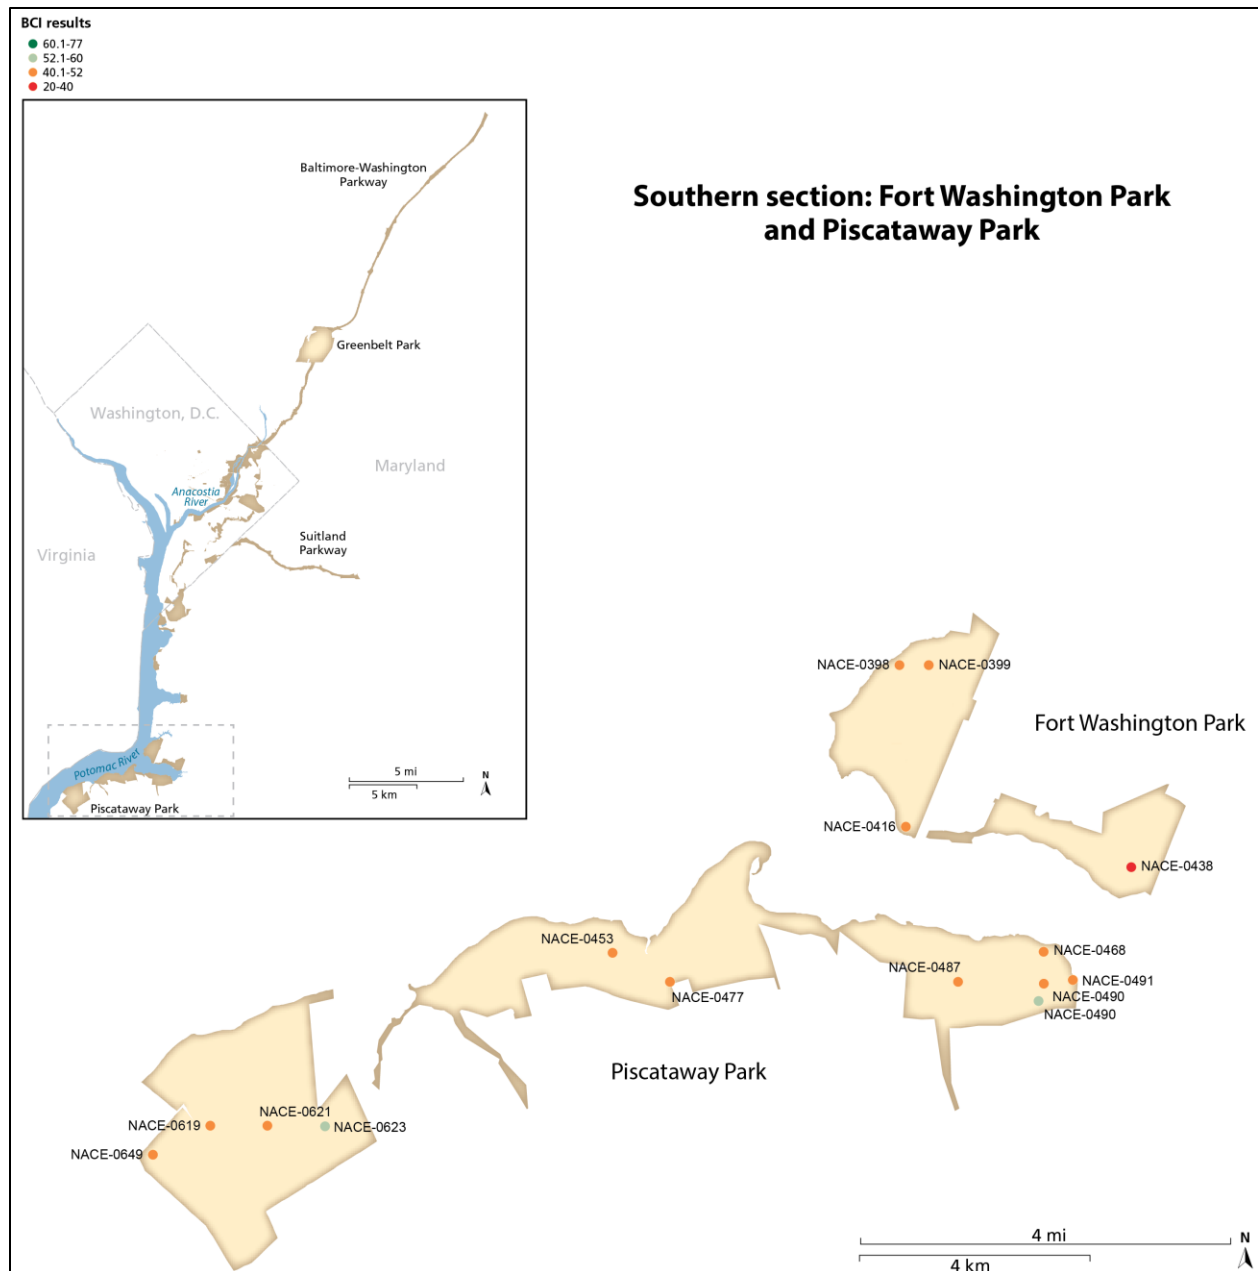 BCI results
60.1-77
52.1-60
40.1-52
20-40
Baltimore-Washington
Parkway
Greenbelt Park
Washington, D.C.
Maryland
Anacostia
River
Virginia
Suitland
Parkway
Potomac River
Piscataway Park
5 mi
5 km
N
Southern section: Fort Washington Park
and Piscataway Park
NACE-0398
NACE-0399
Fort Washington Park
NACE-0416
NACE-0438
NACE-0453
NACE-0477
NACE-0468
NACE-0487
NACE-0491
NACE-0490
NACE-0490
Piscataway Park
NACE-0621
NACE-0619
NACE-0623
NACE-0649
4 mi
4 km
N